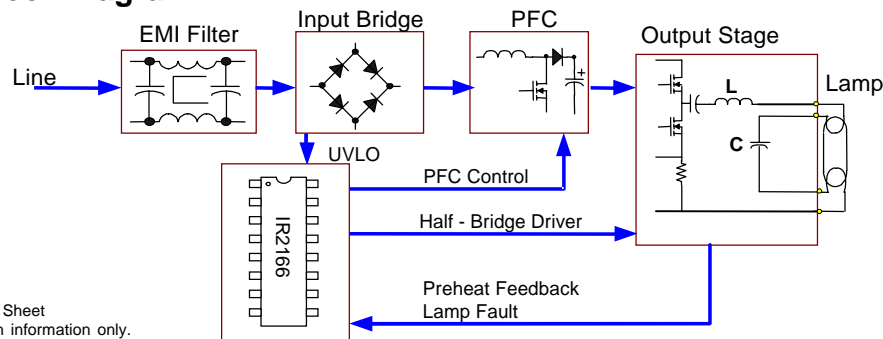 EMI Filter
Input Bridge
PFC
Output Stage
Line
Lamp
L
C
+
UVLO
PFC Control
IR2166
Half - Bridge Driver
Preheat Feedback
Lamp Fault
Sheet
information only.